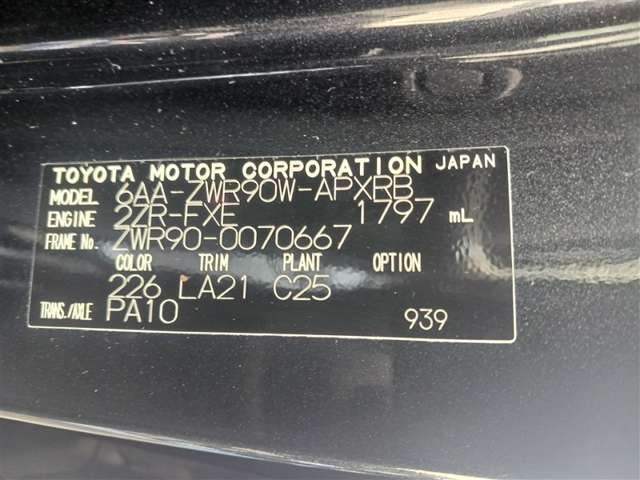 TOYOTA MOTOR CORPORATION JAPAN
MODEL 6AA-ZWR90W-APXRB
ENGINE 2ZR-FXE 1797 mL
FRAME No. ZWR90-0070667
COLOR TRIM PLANT OPTION
226 LA21 C25
TRANS./AXLE PA10 939